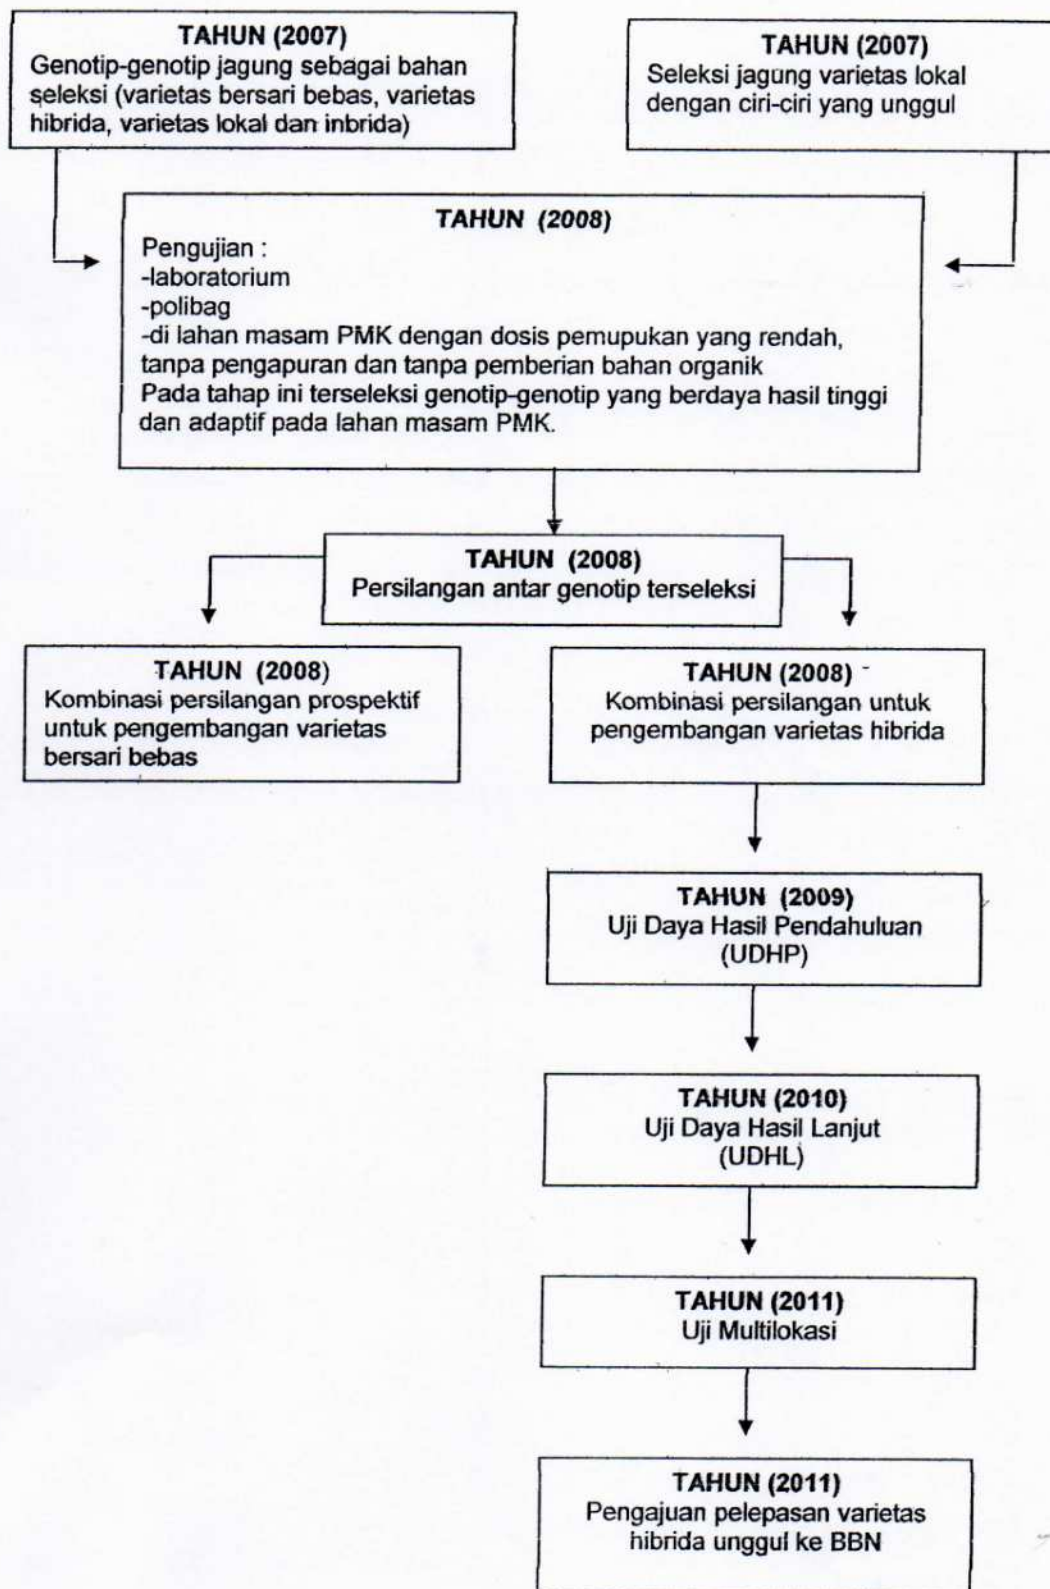 TAHUN (2007)
Genotip-genotip jagung sebagai bahan
seleksi (varietas bersari bebas, varietas
hibrida, varietas lokal dan inbrida)
TAHUN (2007)
Seleksi jagung varietas lokal
dengan ciri-ciri yang unggul
TAHUN (2008)
Pengujian :
-laboratorium
-polibag
-di lahan masam PMK dengan dosis pemupukan yang rendah,
tanpa pengapuran dan tanpa pemberian bahan organik
Pada tahap ini terseleksi genotip-genotip yang berdaya hasil tinggi
dan adaptif pada lahan masam PMK.
TAHUN (2008)
Persilangan antar genotip terseleksi
TAHUN (2008)
Kombinasi persilangan prospektif
untuk pengembangan varietas
bersari bebas
TAHUN (2008)
Kombinasi persilangan untuk
pengembangan varietas hibrida
TAHUN (2009)
Uji Daya Hasil Pendahuluan
(UDHP)
TAHUN (2010)
Uji Daya Hasil Lanjut
(UDHL)
TAHUN (2011)
Uji Multilokasi
TAHUN (2011)
Pengajuan pelepasan varietas
hibrida unggul ke BBN